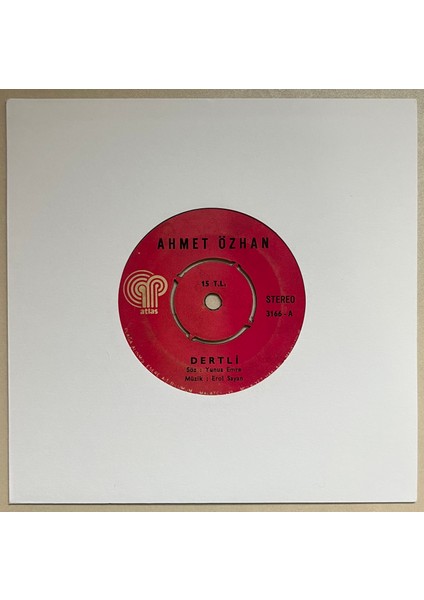 AHMET ÖZHAN
15 T.L.
atlas
STEREO
3166 - A
DERTLİ
Söz : Yunus Emre
Müzik : Erol Sayan